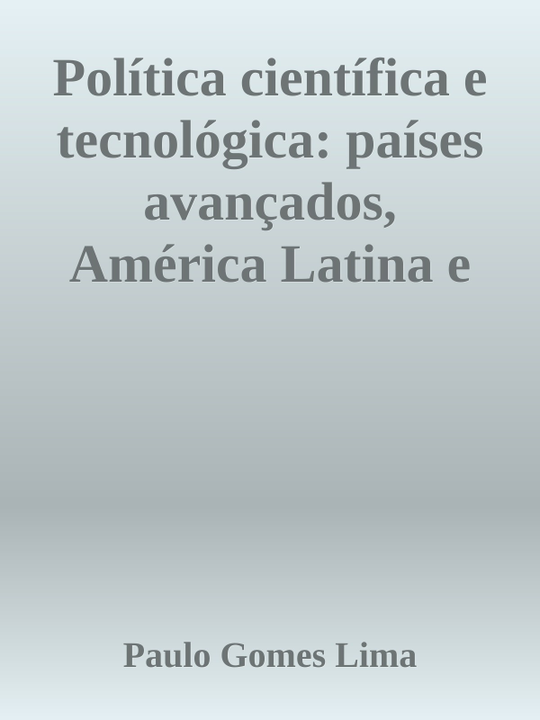 Política científica e
tecnológica: países
avançados,
América Latina e
Paulo Gomes Lima